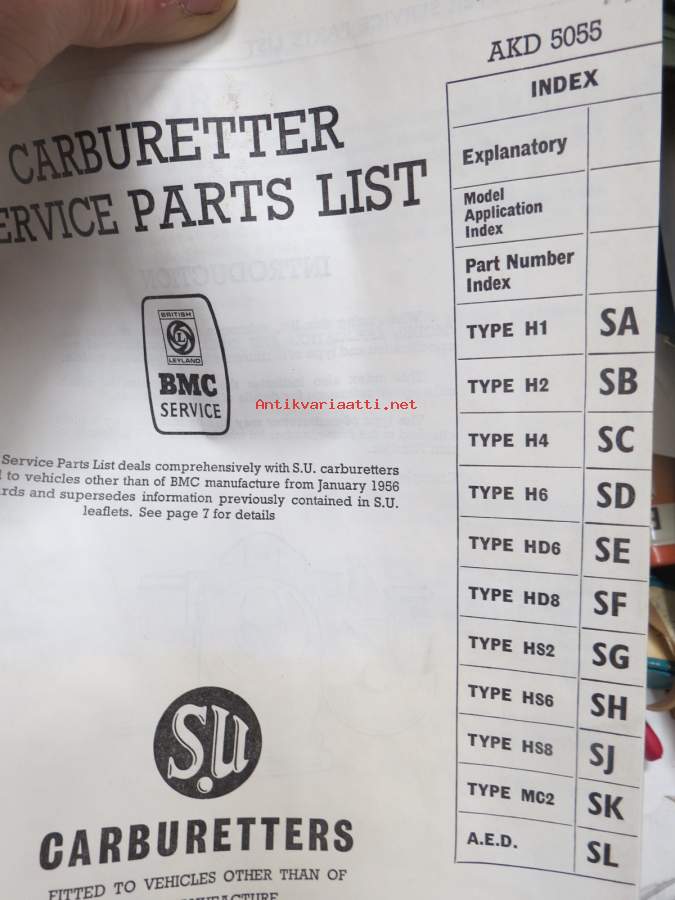 AKD 5055
CARBURETTER
ERVICE PARTS LIST
BRITISH
LEYLAND
BMC
SERVICE
Antikvariaatti.net
Service Parts List deals comprehensively with S.U. carburetters
to vehicles other than of BMC manufacture from January 1956
rds and supersedes information previously contained in S.U.
leaflets. See page 7 for details
S.U.
CARBURETTERS
FITTED TO VEHICLES OTHER THAN OF
INDEX
Explanatory
Model
Application
Index
Part Number
Index
TYPE H1 SA
TYPE H2 SB
TYPE H4 SC
TYPE H6 SD
TYPE HD6 SE
TYPE HD8 SF
TYPE HS2 SG
TYPE HS6 SH
TYPE HS8 SJ
TYPE MC2 SK
A.E.D. SL